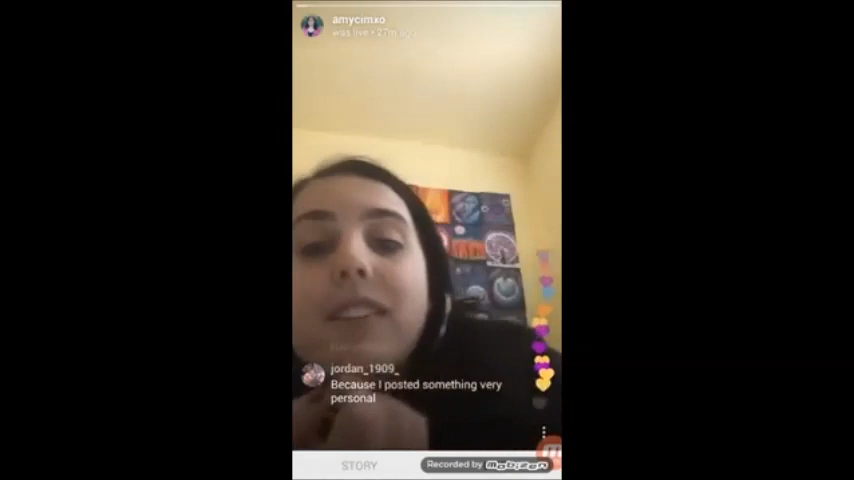 amycimxo
was live • 27m ago
jordan_1909_
Because I posted something very
personal
STORY
Recorded by mobizen